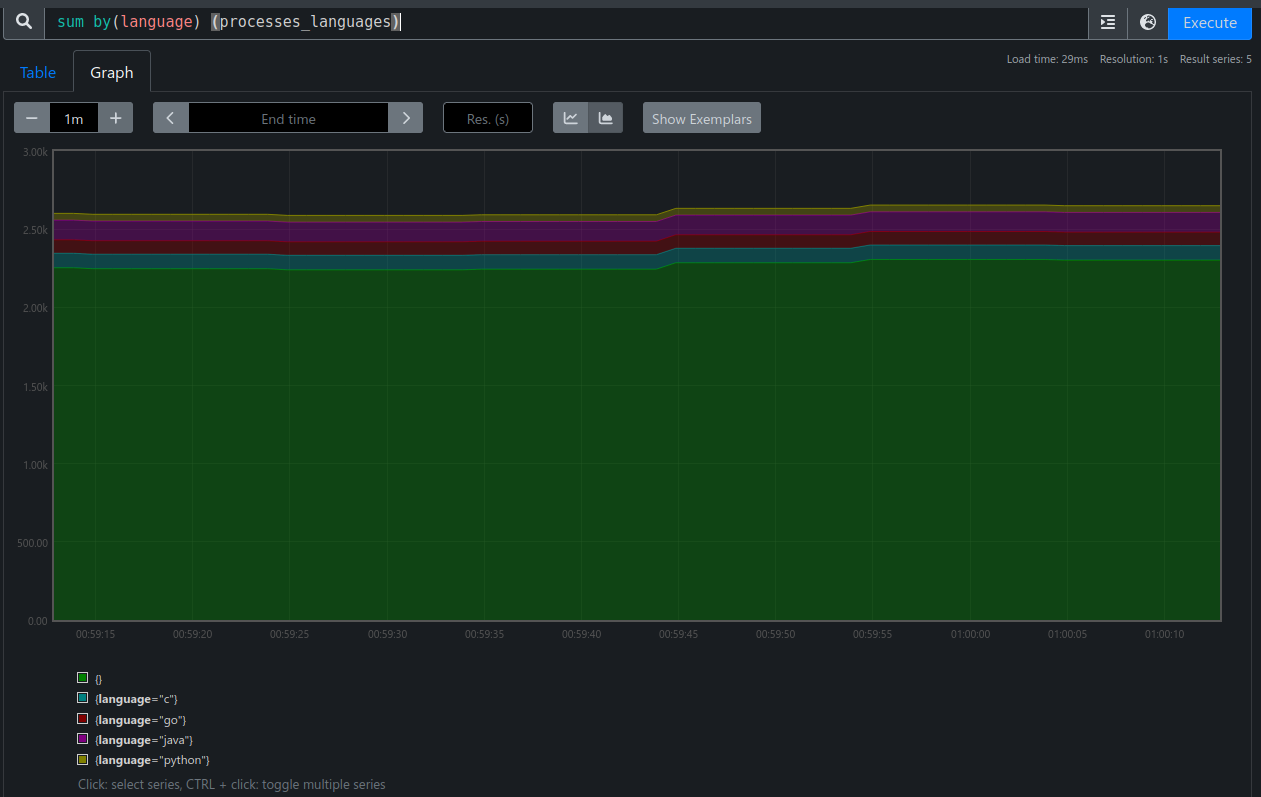 sum by(language) (processes_languages)
Execute
Table
Graph
Load time: 29ms Resolution: 1s Result series: 5
− 1m +
End time
Res. (s)
Show Exemplars
3.00k
2.50k
2.00k
1.50k
1.00k
500.00
0.00
00:59:15 00:59:20 00:59:25 00:59:30 00:59:35 00:59:40 00:59:45 00:59:50 00:59:55 01:00:00 01:00:05 01:00:10
{}
{language="c"}
{language="go"}
{language="java"}
{language="python"}
Click: select series, CTRL + click: toggle multiple series